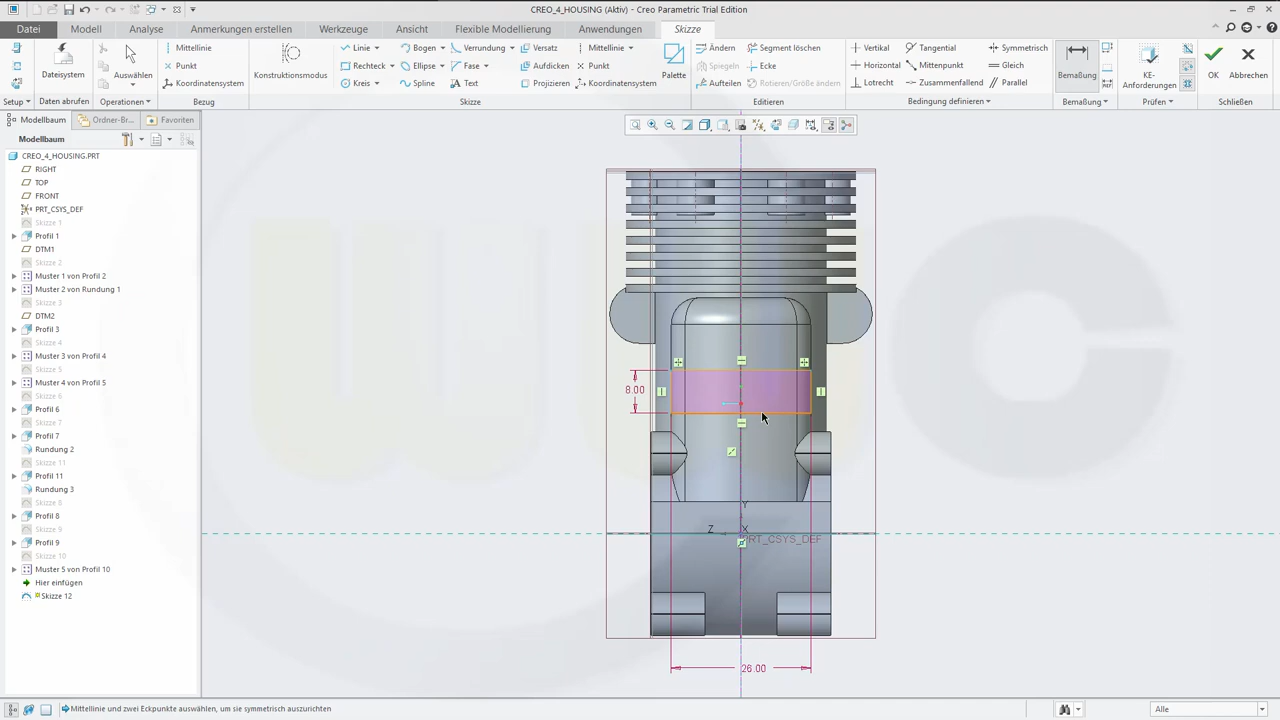 CREO_4_HOUSING (Aktiv) - Creo Parametric Trial Edition
Datei Modell Analyse Anmerkungen erstellen Werkzeuge Ansicht Flexible Modellierung Anwendungen Skizze
Mittellinie Linie Bogen Verrundung Versatz Mittellinie Ändern Segment löschen Vertikal Tangential Symmetrisch
Dateisystem Auswählen Punkt Konstruktionsmodus Rechteck Ellipse Fase Aufdicken Punkt Palette Spiegeln Ecke Horizontal Mittenpunkt Gleich Bemaßung KE-Anforderungen OK Abbrechen
Koordinatensystem Kreis Spline Text Projizieren Koordinatensystem Aufteilen Rotieren/Größe ändern Lotrecht Zusammenfallend Parallel
Setup Daten abrufen Operationen Bezug Skizze Editieren Bedingung definieren Bemaßung Prüfen Schließen
Modellbaum Ordner-Br... Favoriten
Modellbaum
CREO_4_HOUSING.PRT
RIGHT
TOP
FRONT
PRT_CSYS_DEF
Skizze 1
Profil 1
DTM1
Skizze 2
Muster 1 von Profil 2
Muster 2 von Rundung 1
Skizze 3
DTM2
Profil 3
Skizze 4
Muster 3 von Profil 4
Skizze 5
Muster 4 von Profil 5
Skizze 6
Profil 6
Skizze 7
Profil 7
Rundung 2
Skizze 11
Profil 11
Rundung 3
Skizze 8
Profil 8
Skizze 9
Profil 9
Skizze 10
Muster 5 von Profil 10
Hier einfügen
Skizze 12
8.00
Y
Z X
PRT_CSYS_DEF
26.00
Mittellinie und zwei Eckpunkte auswählen, um sie symmetrisch auszurichten
Alle